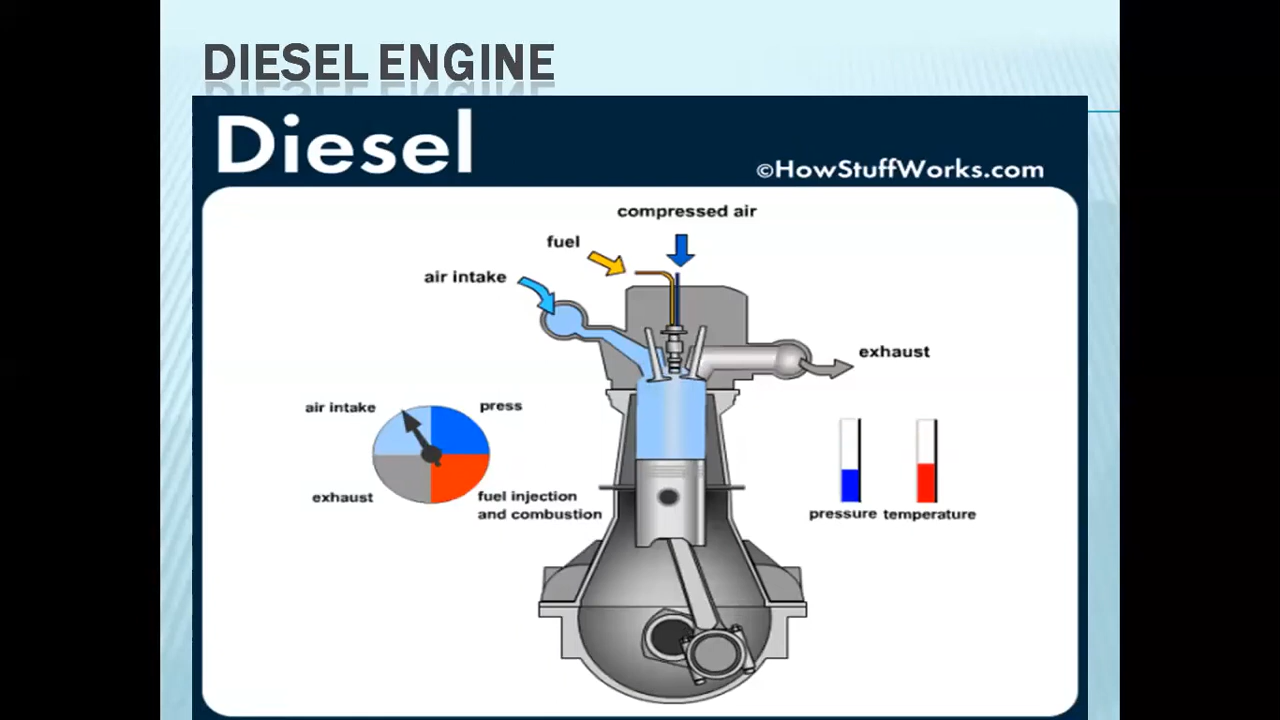 DIESEL ENGINE
Diesel
©HowStuffWorks.com
compressed air
fuel
air intake
exhaust
air intake
press
exhaust
fuel injection
and combustion
pressure
temperature